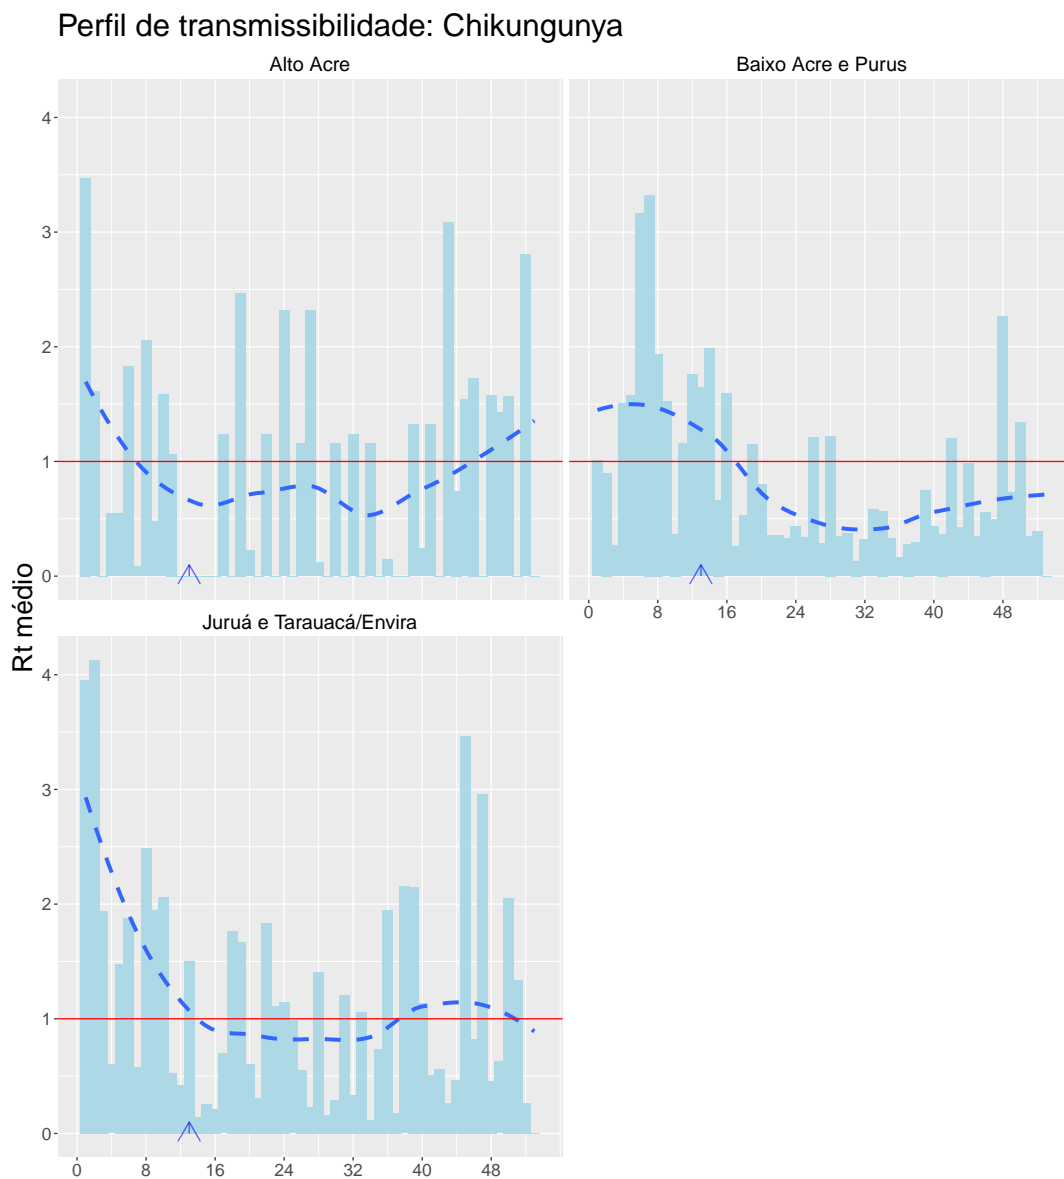 Perfil de transmissibilidade: Chikungunya
Alto Acre
Baixo Acre e Purus
4
3
2
1
0
0 8 16 24 32 40 48
Rt médio
Juruá e Tarauacá/Envira
4
3
2
1
0
0 8 16 24 32 40 48